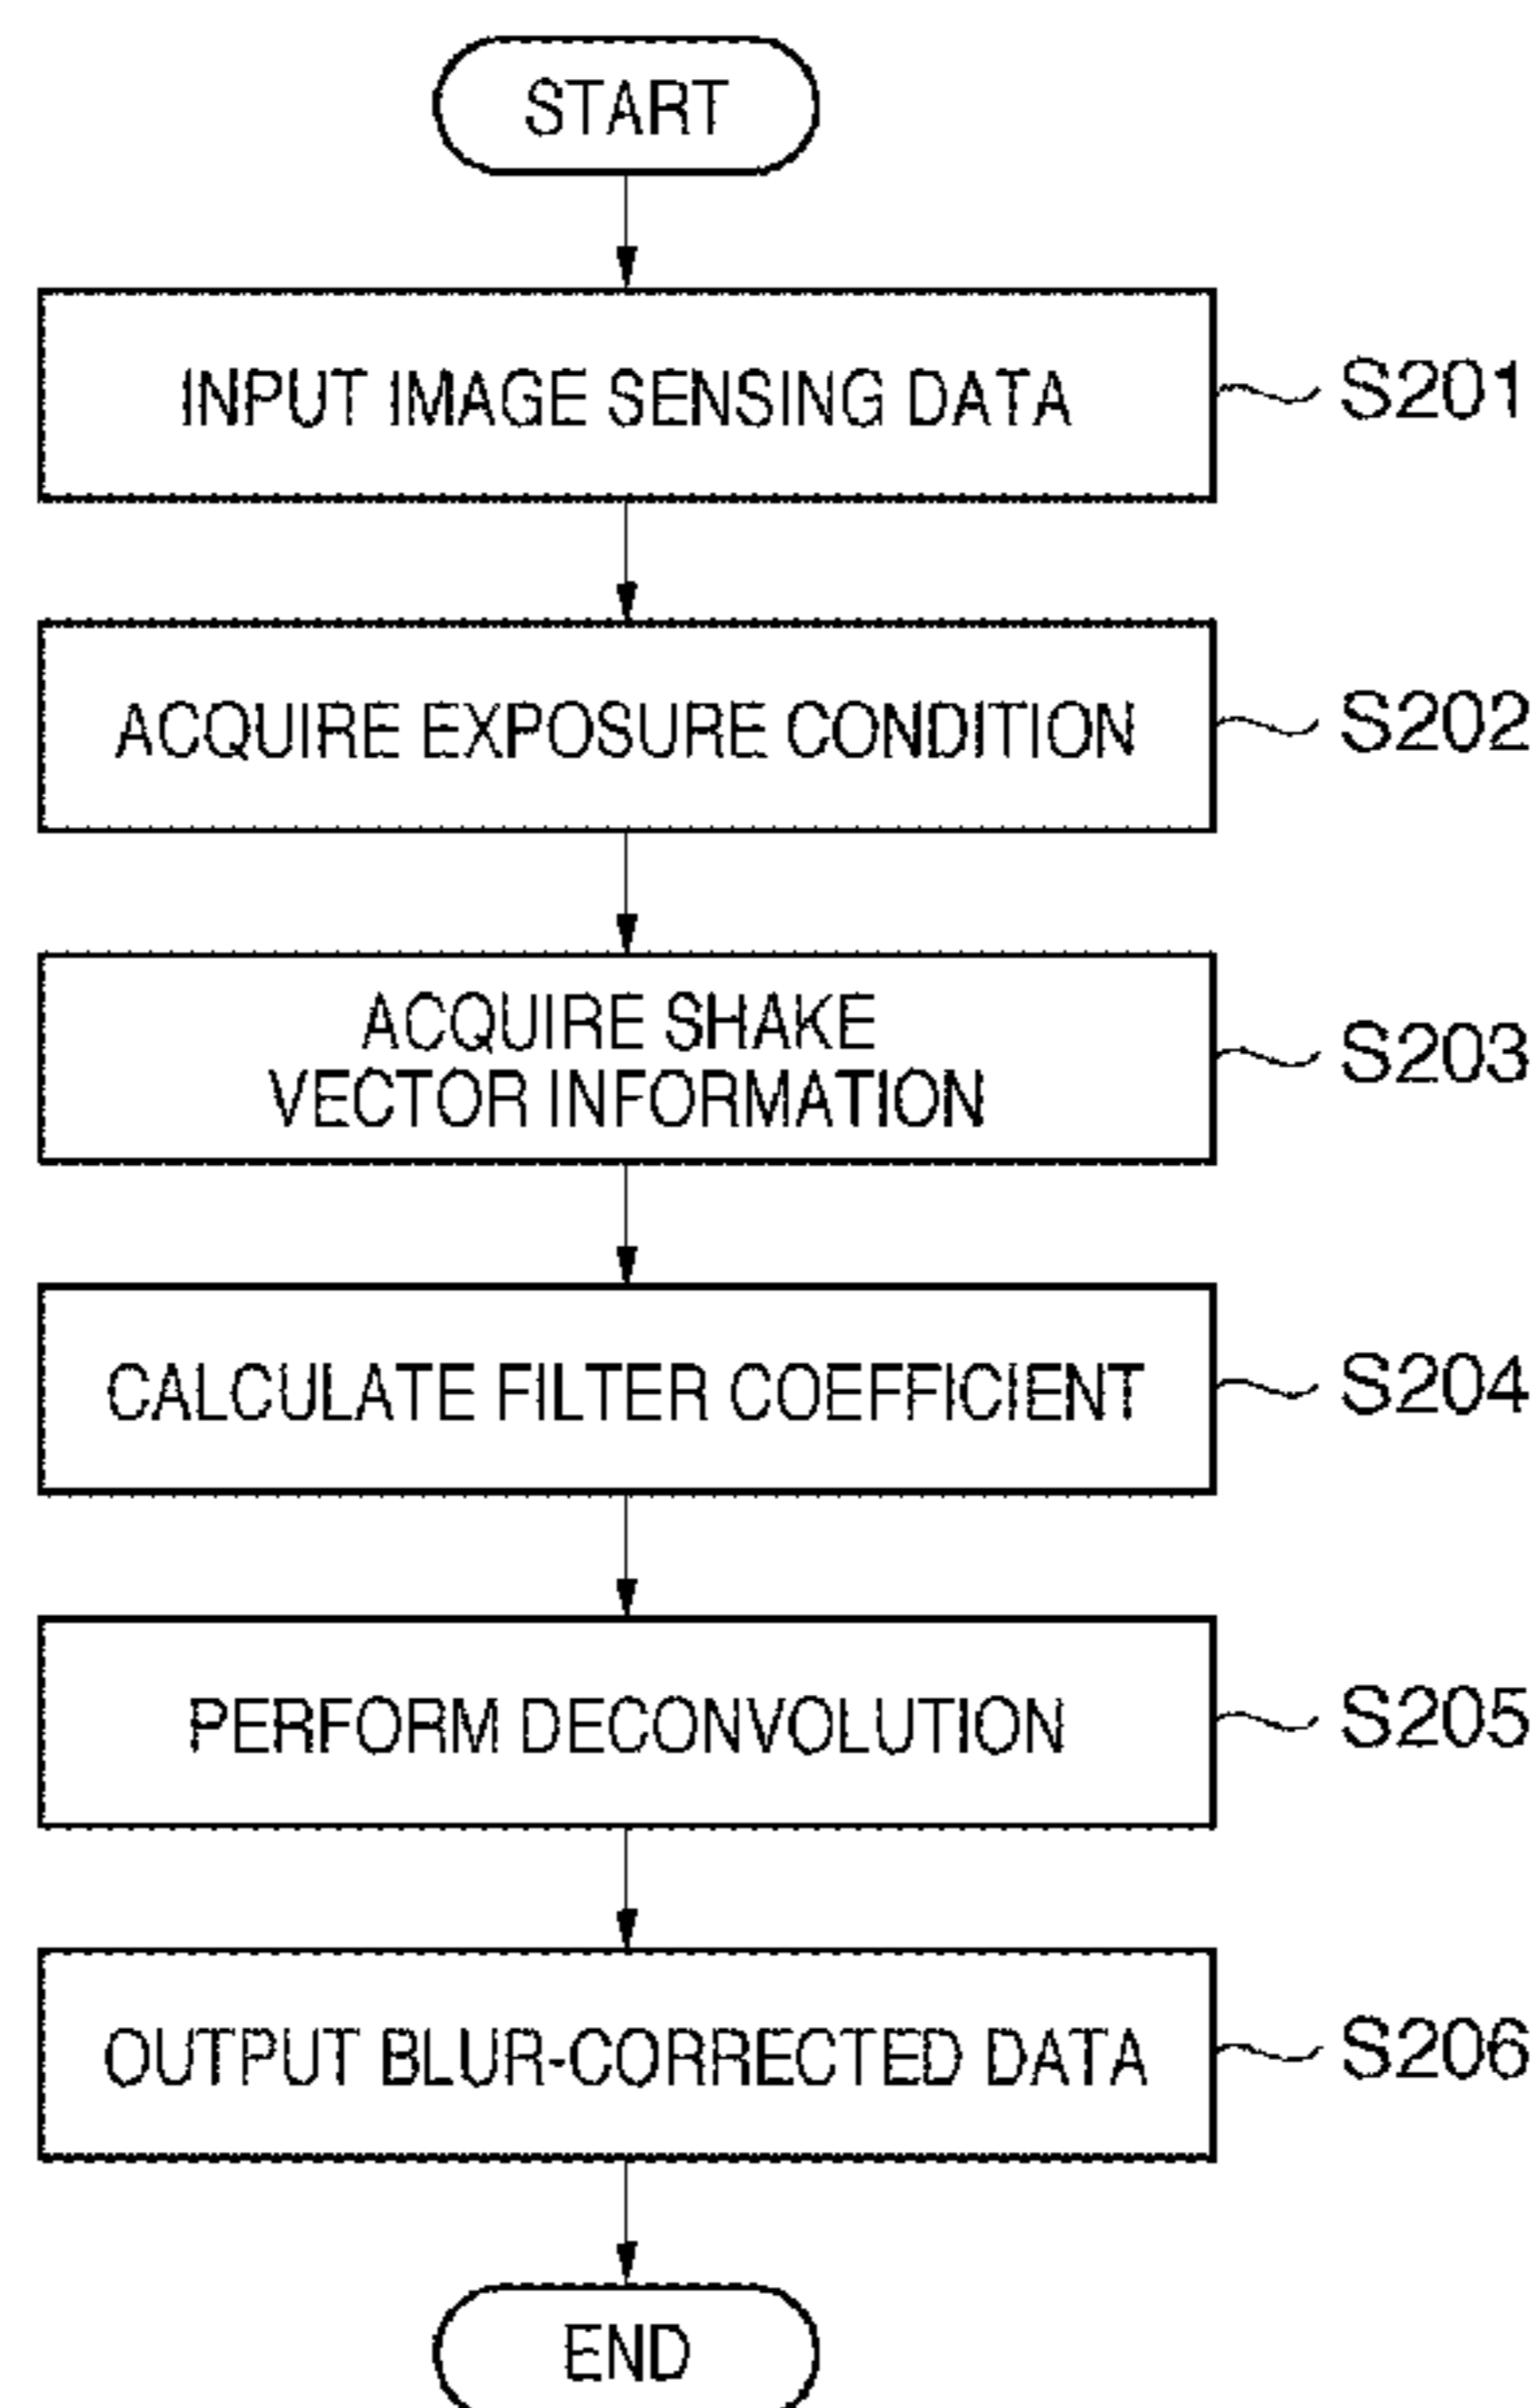 START
INPUT IMAGE SENSING DATA
S201
ACQUIRE EXPOSURE CONDITION
S202
ACQUIRE SHAKE
VECTOR INFORMATION
S203
CALCULATE FILTER COEFFICIENT
S204
PERFORM DECONVOLUTION
S205
OUTPUT BLUR-CORRECTED DATA
S206
END